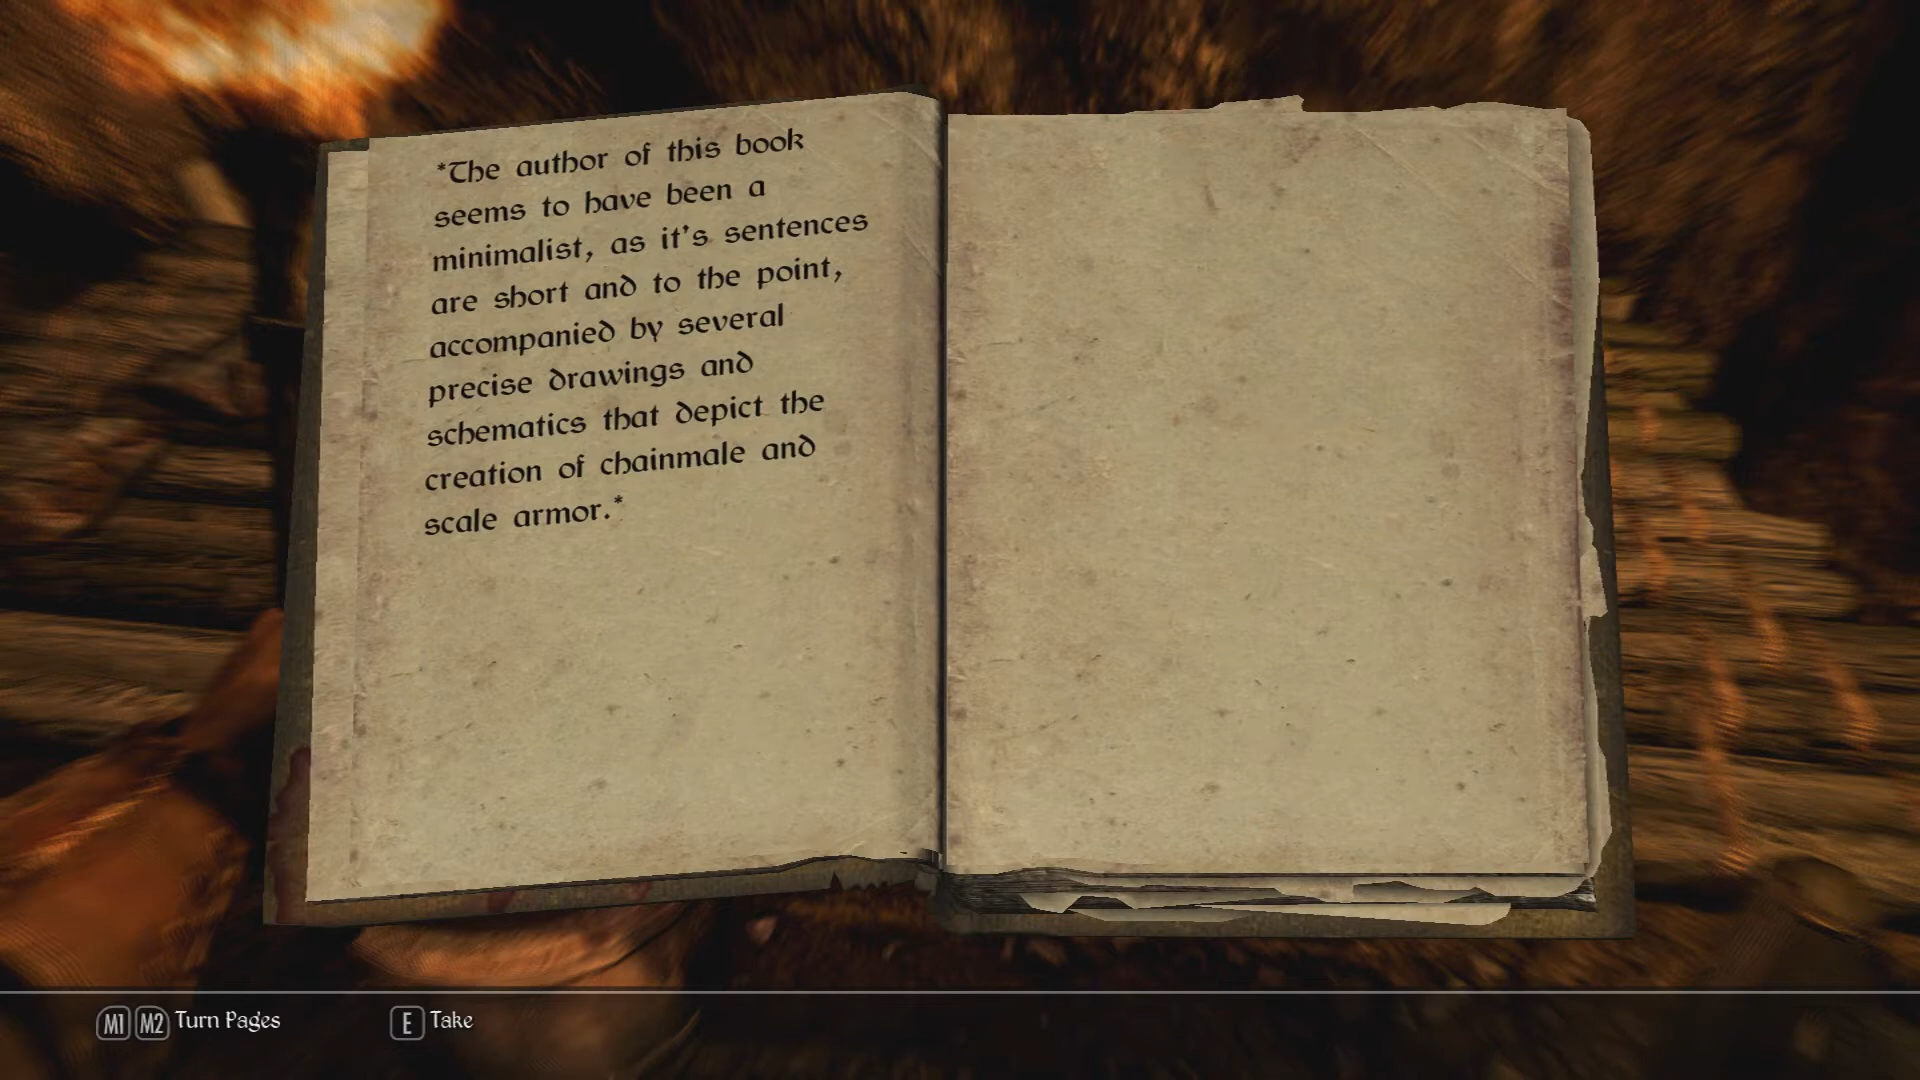 *The author of this book
seems to have been a
minimalist, as it's sentences
are short and to the point,
accompanied by several
precise drawings and
schematics that depict the
creation of chainmale and
scale armor.*
M1 M2 Turn Pages
E Take